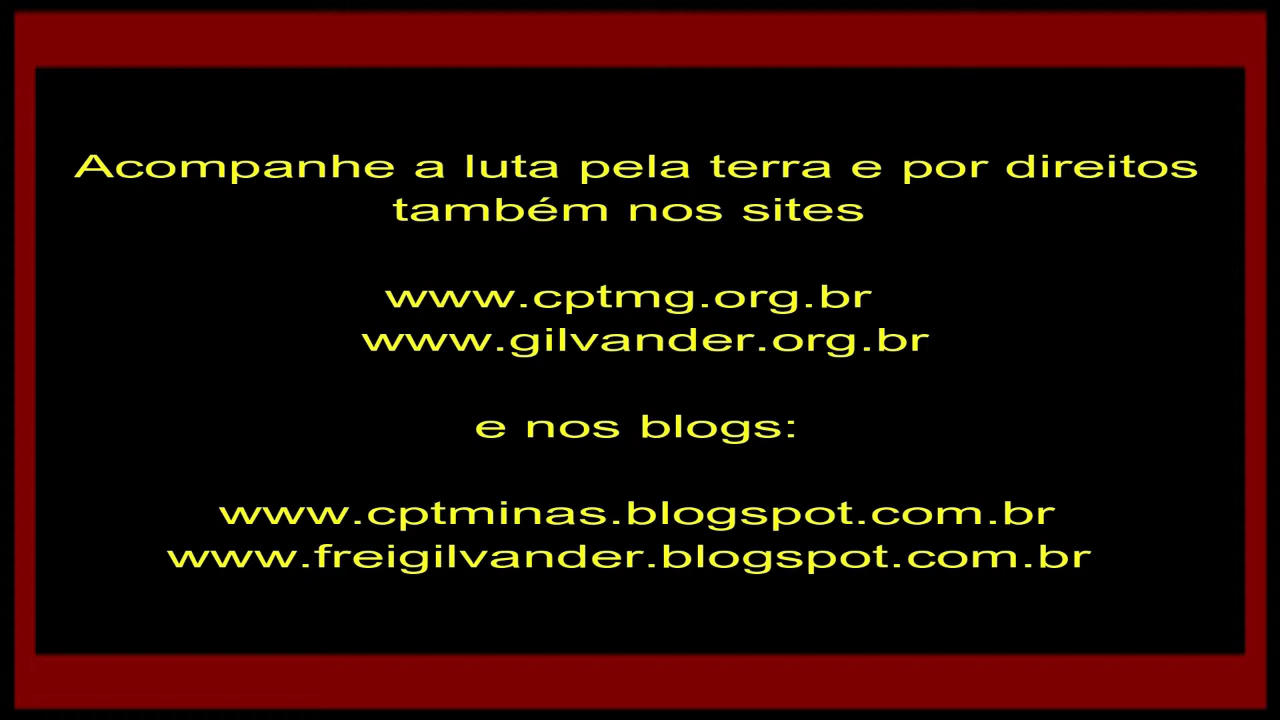 Acompanhe a luta pela terra e por direitos
também nos sites
www.cptmg.org.br
www.gilvander.org.br
e nos blogs:
www.cptminas.blogspot.com.br
www.freigilvander.blogspot.com.br